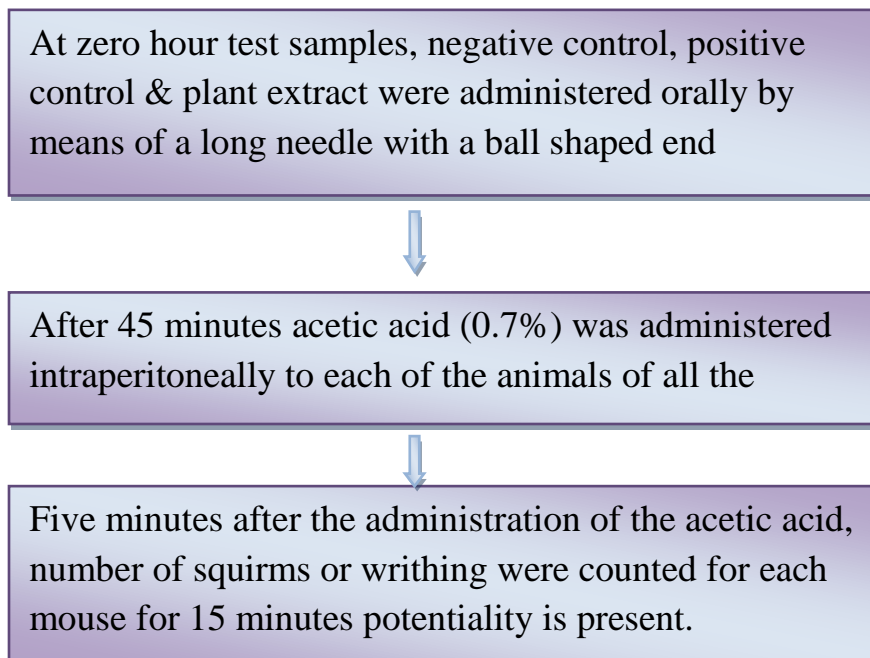 At zero hour test samples, negative control, positive
control & plant extract were administered orally by
means of a long needle with a ball shaped end
After 45 minutes acetic acid (0.7%) was administered
intraperitoneally to each of the animals of all the
Five minutes after the administration of the acetic acid,
number of squirms or writhing were counted for each
mouse for 15 minutes potentiality is present.